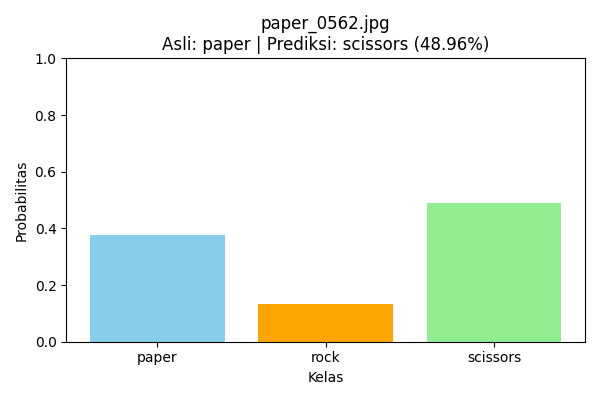 paper_0562.jpg
Asli: paper | Prediksi: scissors (48.96%)
1.0
0.8
0.6
0.4
0.2
0.0
Probabilitas
paper
rock
scissors
Kelas